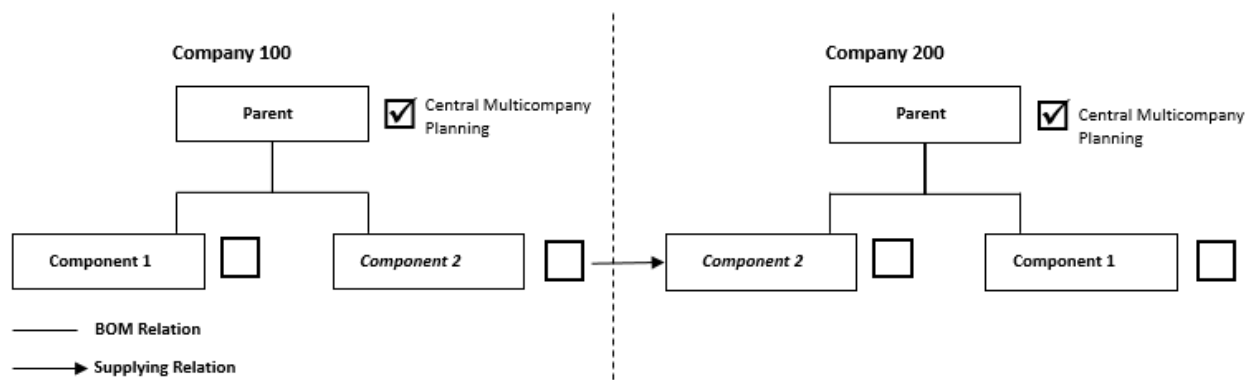 Company 100
Parent
Central Multicompany
Planning
Component 1
Component 2
Company 200
Parent
Central Multicompany
Planning
Component 2
Component 1
BOM Relation
Supplying Relation